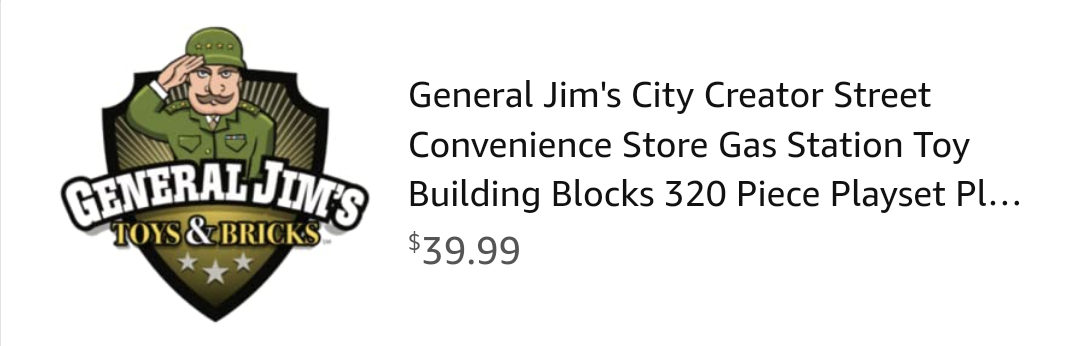 GENERAL JIM'S
TOYS & BRICKS
General Jim's City Creator Street
Convenience Store Gas Station Toy
Building Blocks 320 Piece Playset Pl...
$39.99